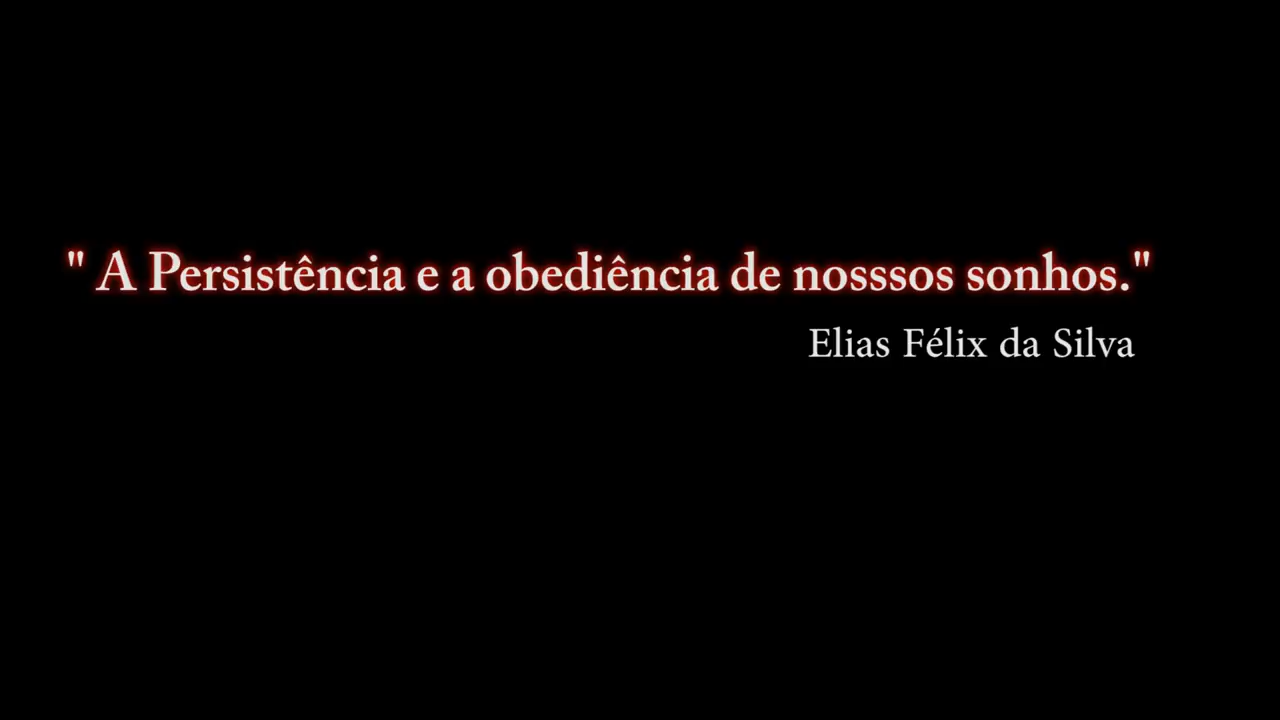 " A Persistência e a obediência de nosssos sonhos."
Elias Félix da Silva